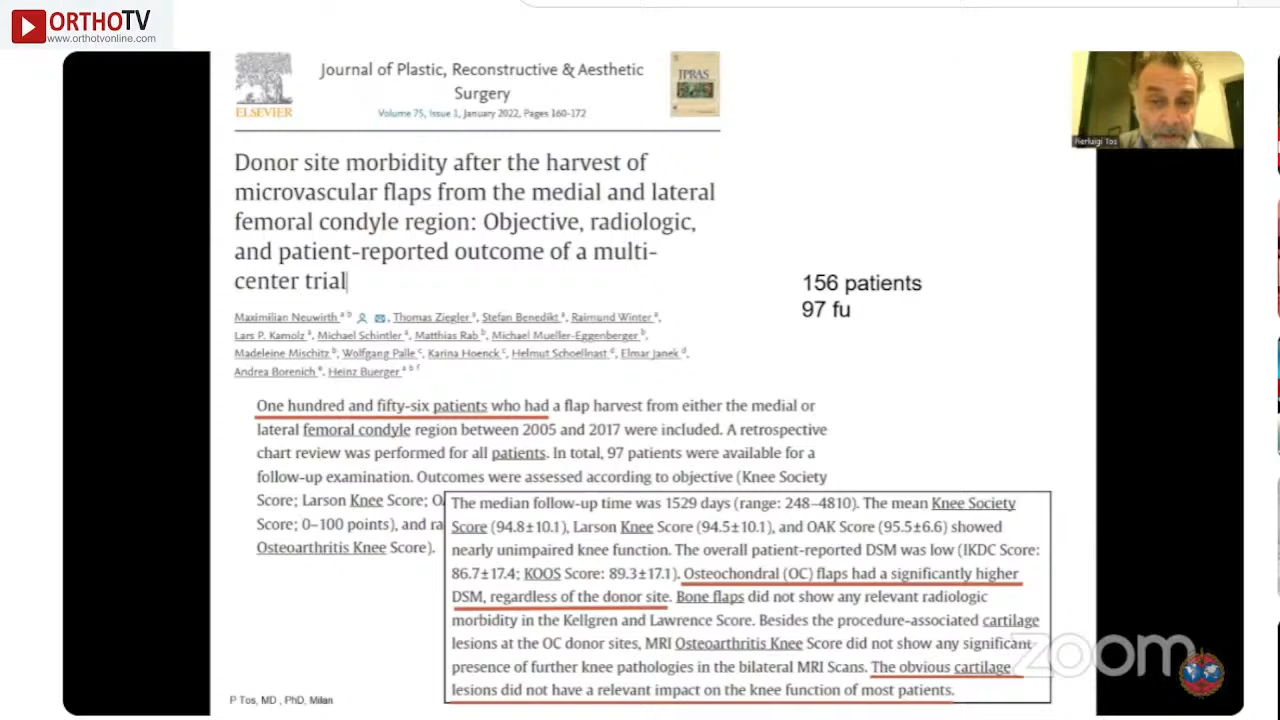 ORTHOTV
www.orthotvonline.com
ELSEVIER
Journal of Plastic, Reconstructive & Aesthetic
Surgery
Volume 75, Issue 1, January 2022, Pages 160-172
JPRAS
Pierluigi Tos
Donor site morbidity after the harvest of
microvascular flaps from the medial and lateral
femoral condyle region: Objective, radiologic,
and patient-reported outcome of a multi-
center trial
156 patients
97 fu
Maximilian Neuwirth a b, Thomas Ziegler a, Stefan Benedikt a, Raimund Winter a,
Lars P. Kamolz a, Michael Schintler a, Matthias Rab b, Michael Mueller-Eggenberger b,
Madeleine Mischitz b, Wolfgang Palle c, Karina Hoenck c, Helmut Schoellnast d, Elmar Janek d,
Andrea Borenich e, Heinz Buerger a b f
One hundred and fifty-six patients who had a flap harvest from either the medial or
lateral femoral condyle region between 2005 and 2017 were included. A retrospective
chart review was performed for all patients. In total, 97 patients were available for a
follow-up examination. Outcomes were assessed according to objective (Knee Society
Score; Larson Knee Score; O
Score; 0–100 points), and ra
Osteoarthritis Knee Score).
The median follow-up time was 1529 days (range: 248–4810). The mean Knee Society
Score (94.8±10.1), Larson Knee Score (94.5±10.1), and OAK Score (95.5±6.6) showed
nearly unimpaired knee function. The overall patient-reported DSM was low (IKDC Score:
86.7±17.4; KOOS Score: 89.3±17.1). Osteochondral (OC) flaps had a significantly higher
DSM, regardless of the donor site. Bone flaps did not show any relevant radiologic
morbidity in the Kellgren and Lawrence Score. Besides the procedure-associated cartilage
lesions at the OC donor sites, MRI Osteoarthritis Knee Score did not show any significant
presence of further knee pathologies in the bilateral MRI Scans. The obvious cartilage
lesions did not have a relevant impact on the knee function of most patients.
zoom
P Tos, MD , PhD, Milan